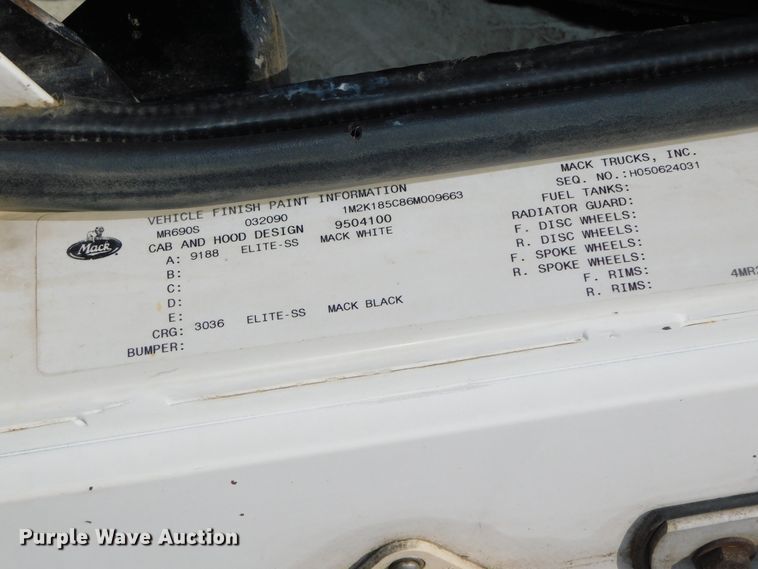 VEHICLE FINISH PAINT INFORMATION
MR690S 032090 1M2K185C86M009663
CAB AND HOOD DESIGN 9504100
A: 9188 ELITE-SS MACK WHITE
B:
C:
D:
E:
CRG: 3036 ELITE-SS MACK BLACK
BUMPER:
Mack
MACK TRUCKS, INC.
SEQ. NO.:H050624031
FUEL TANKS:
RADIATOR GUARD:
F. DISC WHEELS:
R. DISC WHEELS:
F. SPOKE WHEELS:
R. SPOKE WHEELS:
F. RIMS:
R. RIMS:
Purple Wave Auction